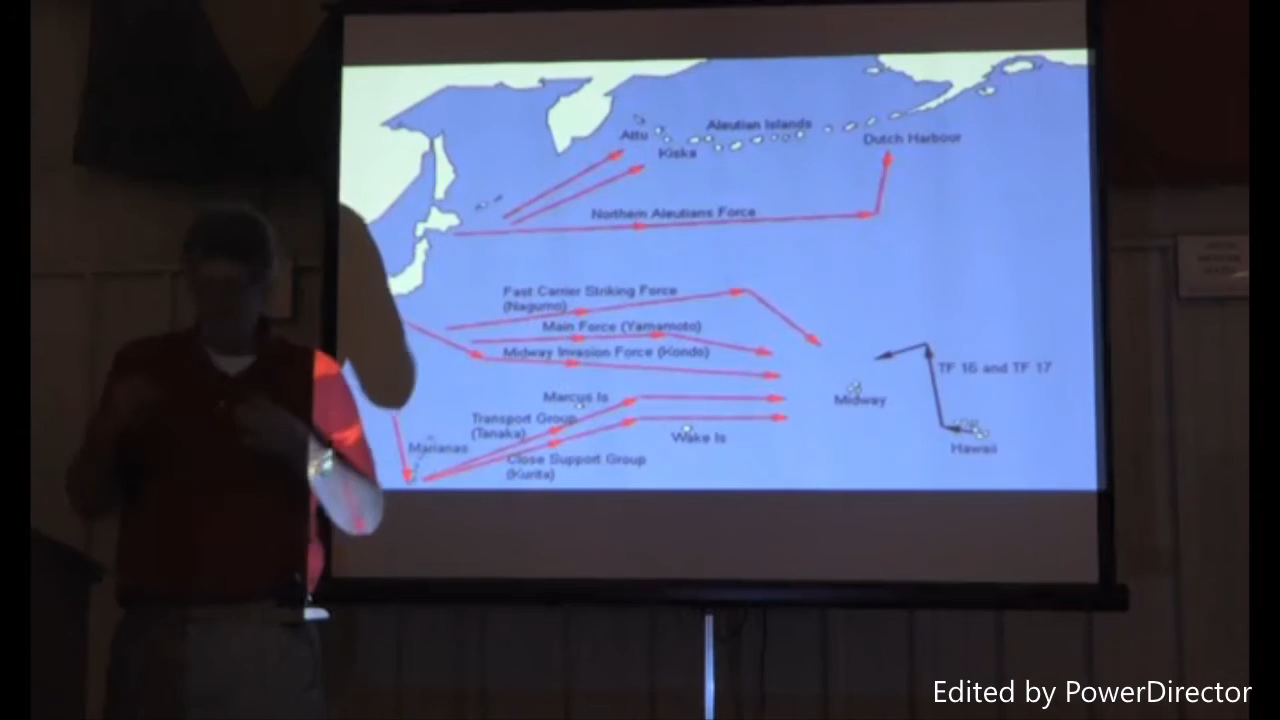 Aleutian Islands
Attu
Dutch Harbour
Kiska
Northern Aleutians Force
Fast Carrier Striking Force
(Nagumo)
Main Force (Yamamoto)
Midway Invasion Force (Kondo)
TF 16 and TF 17
Marcus Is
Midway
Transport Group
(Tanaka)
Wake Is
Marianas
Hawaii
Close Support Group
(Kurita)
Edited by PowerDirector